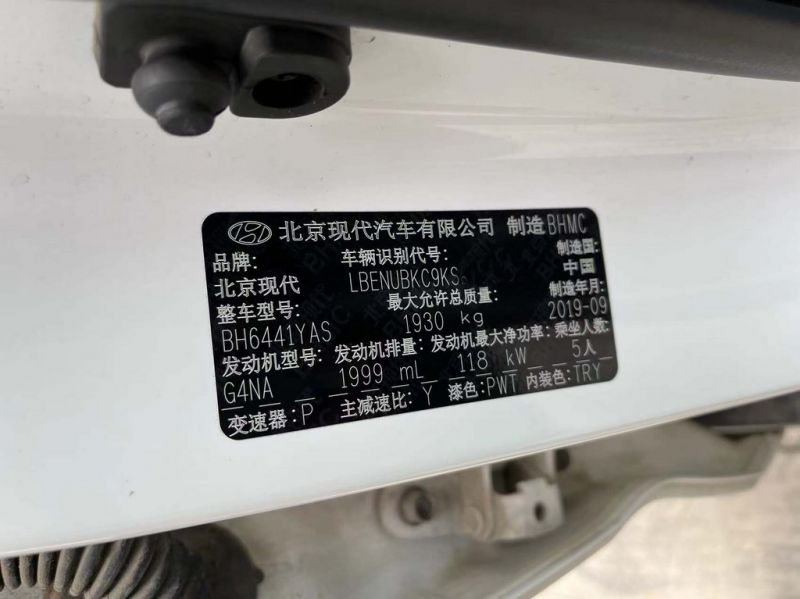 北京现代汽车有限公司 制造 BHMC
品牌: 车辆识别代号: 制造国:
北京现代 LBENUBKC9KS 中国
整车型号: 最大允许总质量: 制造年月:
BH6441YAS 1930 kg 2019-09
发动机型号: 发动机排量: 发动机最大净功率: 乘坐人数:
G4NA 1999 mL 118 kW 5人
变速器:P 主减速比:Y 漆色:PWT 内装色:TRY